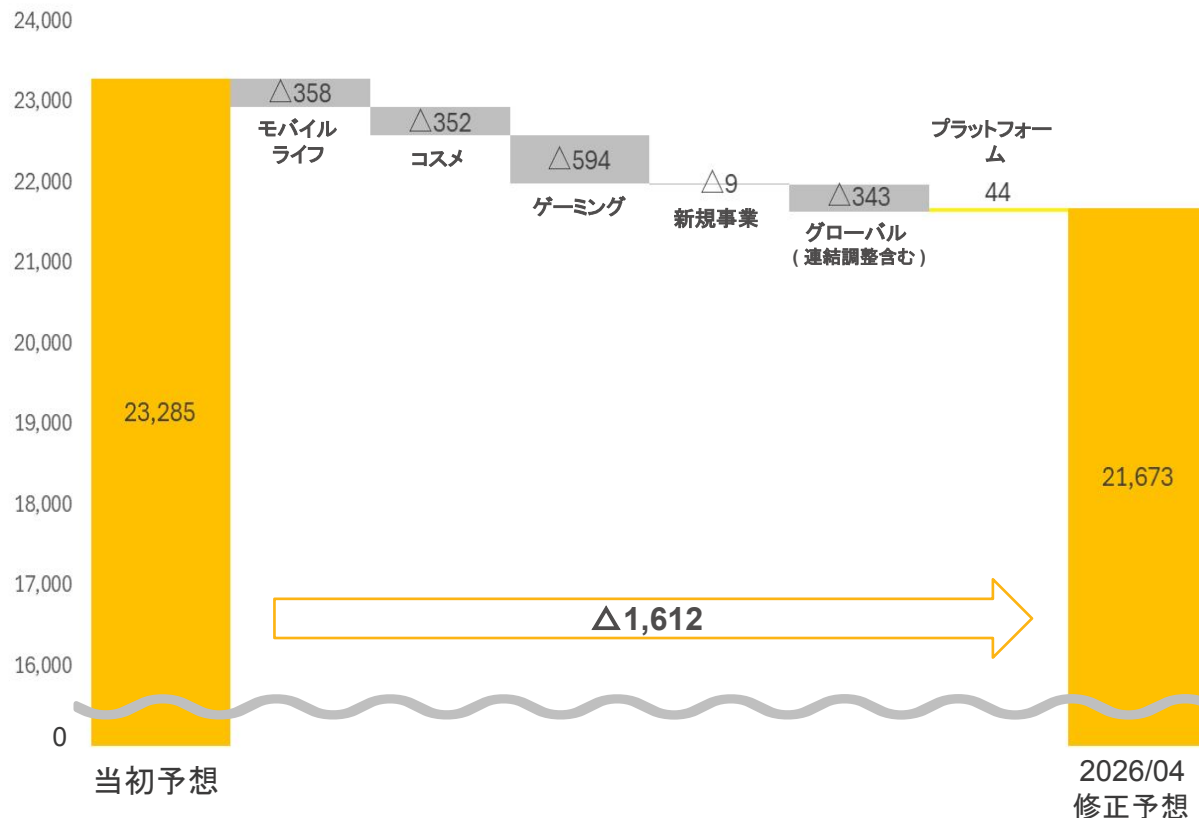 24,000
23,000
22,000
21,000
20,000
19,000
18,000
17,000
16,000
0
23,285
当初予想
△358
モバイル
ライフ
△352
コスメ
△594
ゲーミング
△9
新規事業
△343
グローバル
(連結調整含む)
プラットフォー
ム
44
△1,612
21,673
2026/04
修正予想